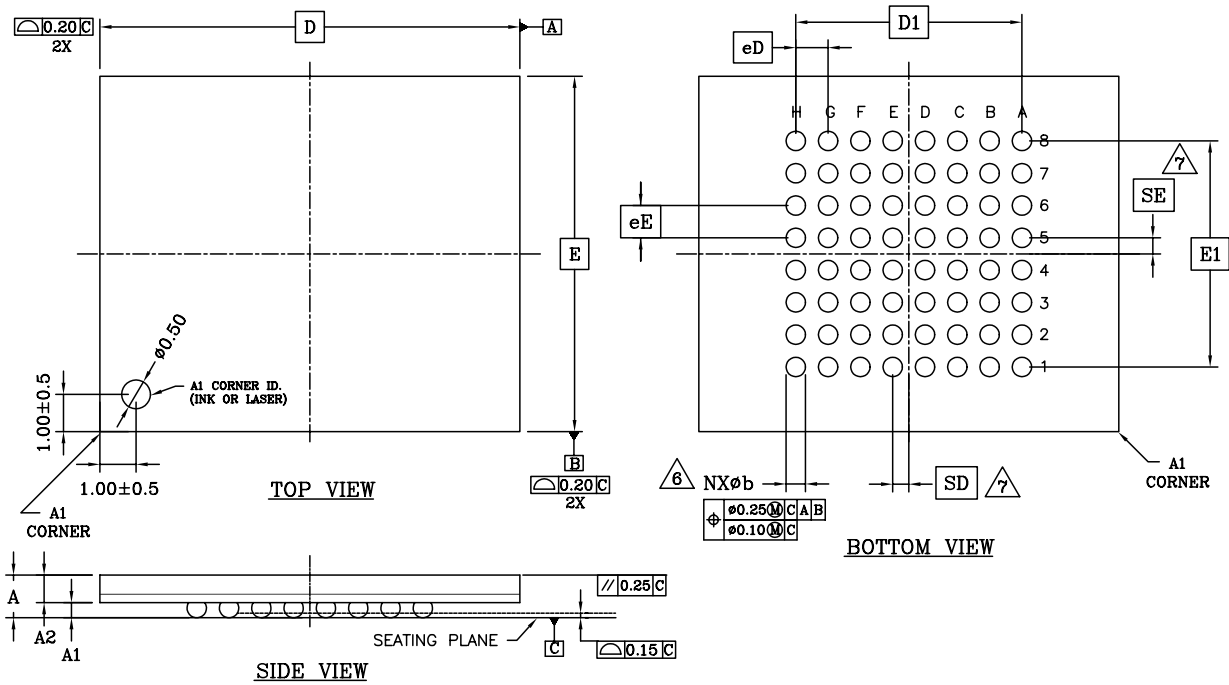 ⌓ 0.20 C
2X
D
A
D1
eD
H G F E D C B A
8
7
6
5
4
3
2
1
7
SE
eE
E1
E
ø0.50
A1 CORNER ID.
(INK OR LASER)
1.00±0.5
1.00±0.5
TOP VIEW
B
⌓ 0.20 C
2X
A1
CORNER
6 NXøb
⌖ ø0.25 Ⓜ C A B
ø0.10 Ⓜ C
SD 7
A1
CORNER
BOTTOM VIEW
A
A2
A1
// 0.25 C
SEATING PLANE
C
⌓ 0.15 C
SIDE VIEW